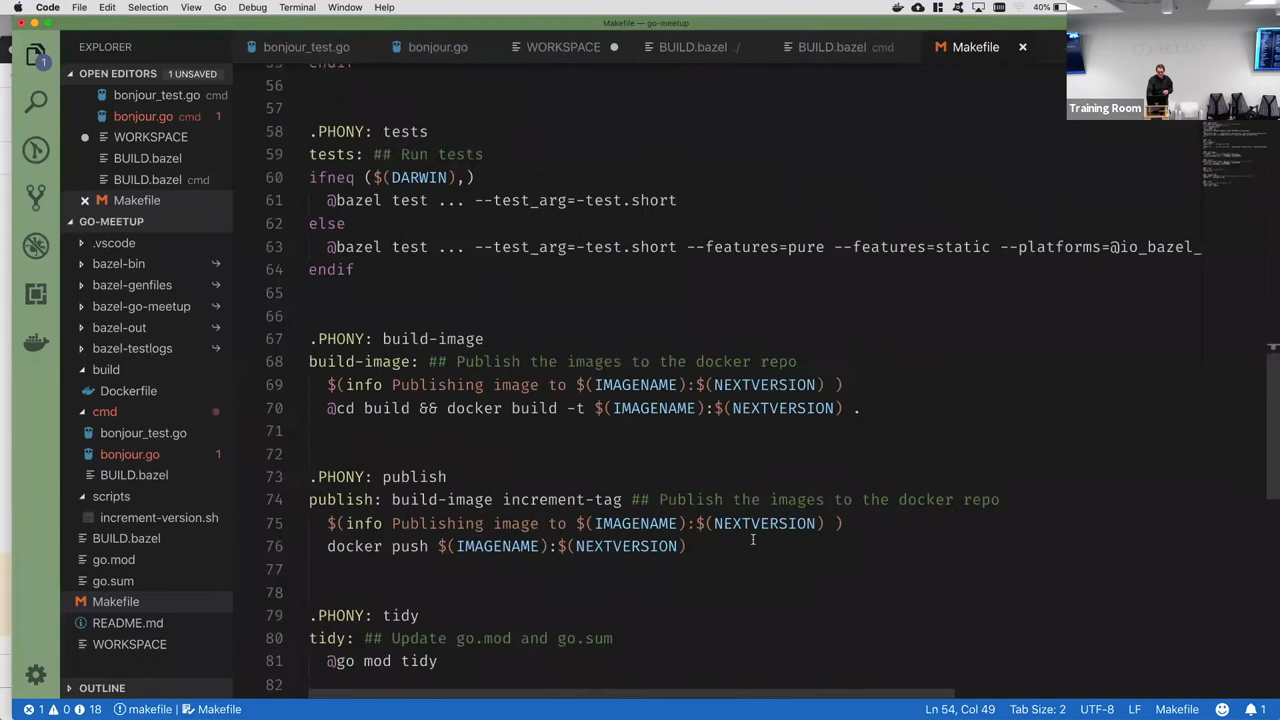 Code File Edit Selection View Go Debug Terminal Window Help 40%
Makefile — go-meetup
EXPLORER
bonjour_test.go bonjour.go WORKSPACE BUILD.bazel ./ BUILD.bazel cmd Makefile
OPEN EDITORS 1 UNSAVED
bonjour_test.go cmd
bonjour.go cmd 1
WORKSPACE
BUILD.bazel
BUILD.bazel cmd
Makefile
GO-MEETUP
.vscode
bazel-bin
bazel-genfiles
bazel-go-meetup
bazel-out
bazel-testlogs
build
Dockerfile
cmd
bonjour_test.go
bonjour.go 1
BUILD.bazel
scripts
increment-version.sh
BUILD.bazel
go.mod
go.sum
Makefile
README.md
WORKSPACE
OUTLINE
55 endif
56
57
58 .PHONY: tests
59 tests: ## Run tests
60 ifneq ($(DARWIN),)
61 @bazel test ... --test_arg=-test.short
62 else
63 @bazel test ... --test_arg=-test.short --features=pure --features=static --platforms=@io_bazel_
64 endif
65
66
67 .PHONY: build-image
68 build-image: ## Publish the images to the docker repo
69 $(info Publishing image to $(IMAGENAME):$(NEXTVERSION) )
70 @cd build && docker build -t $(IMAGENAME):$(NEXTVERSION) .
71
72
73 .PHONY: publish
74 publish: build-image increment-tag ## Publish the images to the docker repo
75 $(info Publishing image to $(IMAGENAME):$(NEXTVERSION) )
76 docker push $(IMAGENAME):$(NEXTVERSION)
77
78
79 .PHONY: tidy
80 tidy: ## Update go.mod and go.sum
81 @go mod tidy
82
Training Room
1 0 18 makefile Makefile Ln 54, Col 49 Tab Size: 2 UTF-8 LF Makefile 1